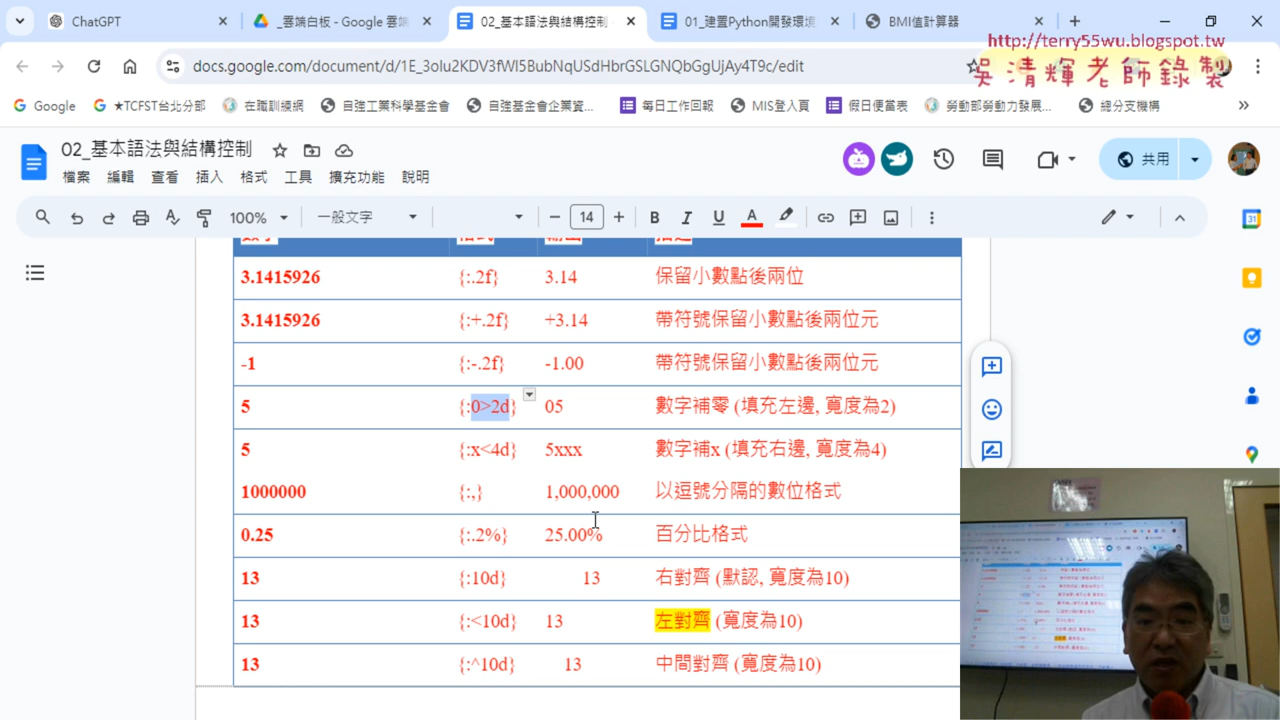 ChatGPT
_雲端白板 - Google 雲端
02_基本語法與結構控制
01_建置Python開發環境
BMI值計算器
http://terry55wu.blogspot.tw
吳清輝老師錄製
docs.google.com/document/d/1E_3olu2KDV3fWl5BubNqUSdHbrGSLGNQbGgUjAy4T9c/edit
Google
★TCFST台北分部
在職訓練網
自強工業科學基金會
自強基金會企業資...
每日工作回報
MIS登入頁
假日便當表
勞動部勞動力發展...
總分支機構
02_基本語法與結構控制
共用
檔案 編輯 查看 插入 格式 工具 擴充功能 說明
100% 一般文字 14 B I U A
數字 格式 輸出 描述
3.1415926 {:.2f} 3.14 保留小數點後兩位
3.1415926 {:+.2f} +3.14 帶符號保留小數點後兩位元
-1 {:-.2f} -1.00 帶符號保留小數點後兩位元
5 {:0>2d} 05 數字補零 (填充左邊, 寬度為2)
5 {:x<4d} 5xxx 數字補x (填充右邊, 寬度為4)
1000000 {:,} 1,000,000 以逗號分隔的數位格式
0.25 {:.2%} 25.00% 百分比格式
13 {:10d} 13 右對齊 (默認, 寬度為10)
13 {:<10d} 13 左對齊 (寬度為10)
13 {:^10d} 13 中間對齊 (寬度為10)